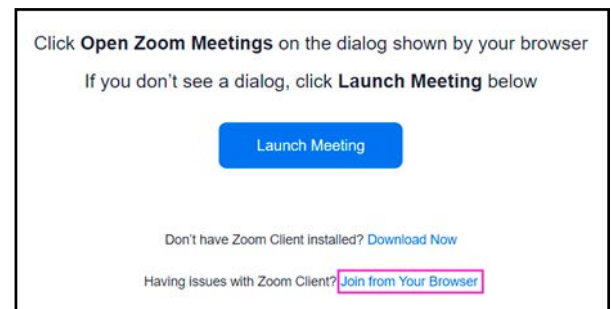 Click Open Zoom Meetings on the dialog shown by your browser
If you don't see a dialog, click Launch Meeting below
Launch Meeting
Don't have Zoom Client installed? Download Now
Having issues with Zoom Client? Join from Your Browser